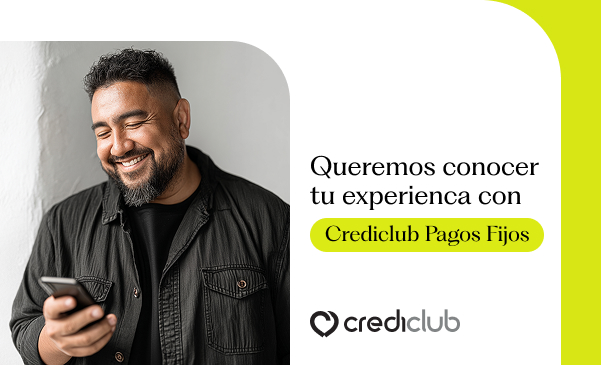 Queremos conocer
tu experienca con
Crediclub Pagos Fijos
crediclub